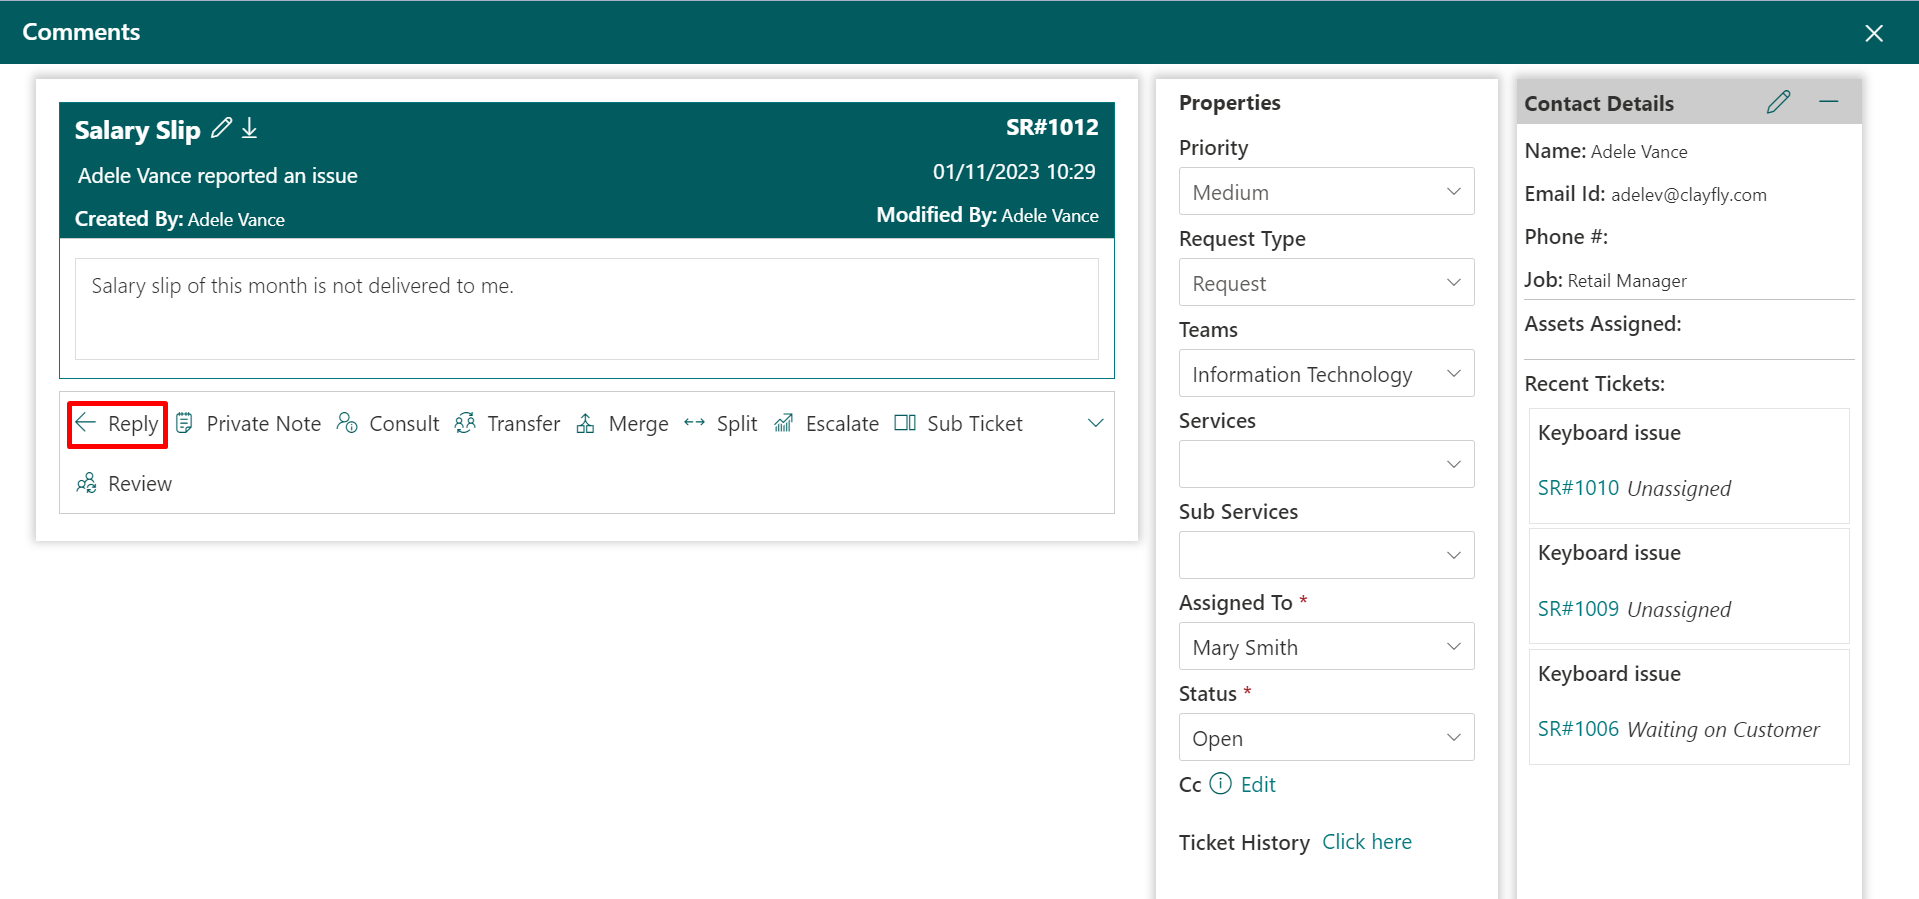 Comments
Salary Slip
SR#1012
Adele Vance reported an issue
01/11/2023 10:29
Created By: Adele Vance
Modified By: Adele Vance
Salary slip of this month is not delivered to me.
Reply Private Note Consult Transfer Merge Split Escalate Sub Ticket
Review
Properties
Priority
Medium
Request Type
Request
Teams
Information Technology
Services
Sub Services
Assigned To *
Mary Smith
Status *
Open
Cc Edit
Ticket History Click here
Contact Details
Name: Adele Vance
Email Id: adelev@clayfly.com
Phone #:
Job: Retail Manager
Assets Assigned:
Recent Tickets:
Keyboard issue
SR#1010 Unassigned
Keyboard issue
SR#1009 Unassigned
Keyboard issue
SR#1006 Waiting on Customer